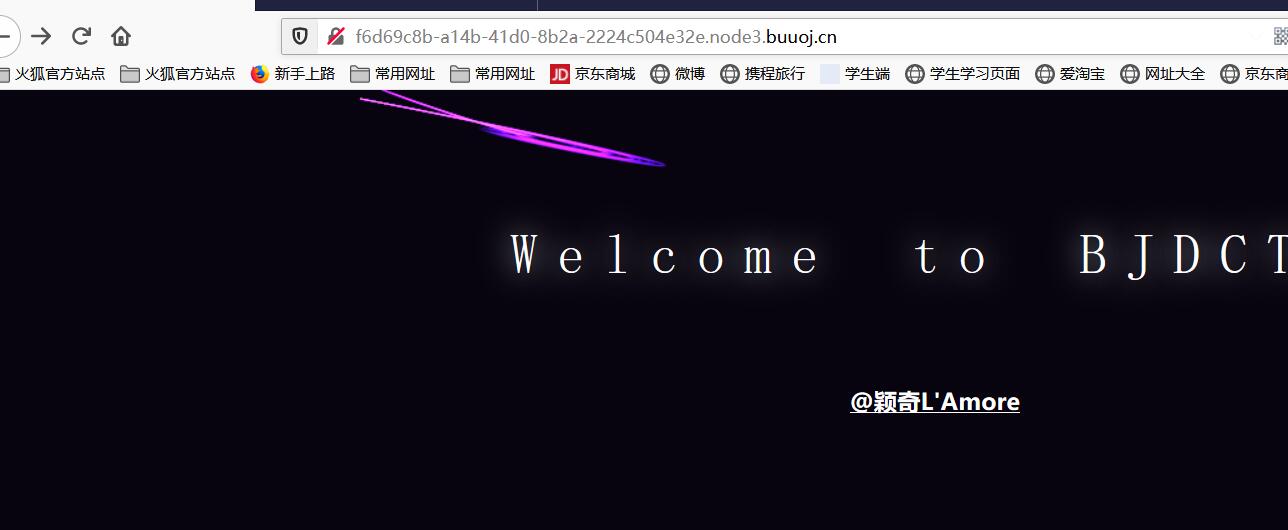 f6d69c8b-a14b-41d0-8b2a-2224c504e32e.node3.buuoj.cn
火狐官方站点 火狐官方站点 新手上路 常用网址 常用网址 JD 京东商城 微博 携程旅行 学生端 学生学习页面 爱淘宝 网址大全 京东商
Welcome to BJDCT
@颖奇L'Amore